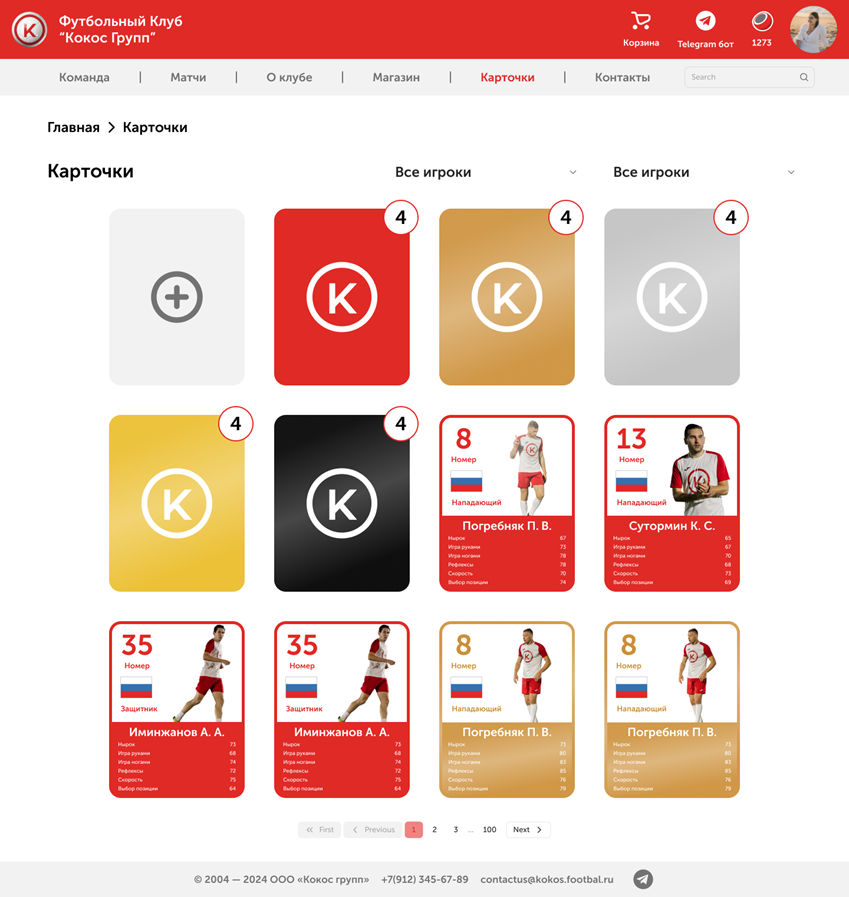 K
Футбольный Клуб
“Кокос Групп”
Корзина
Telegram бот
1273
Команда | Матчи | О клубе | Магазин | Карточки | Контакты
Search
Главная > Карточки
Карточки
Все игроки
Все игроки
4
4
4
K
K
K
4
4
K
K
8
Номер
Нападающий
Погребняк П. В.
Нырок 67
Игра руками 73
Игра ногами 78
Рефлексы 78
Скорость 70
Выбор позиции 74
13
Номер
Нападающий
Сутормин К. С.
Нырок 65
Игра руками 67
Игра ногами 70
Рефлексы 68
Скорость 73
Выбор позиции 69
35
Номер
Защитник
Иминжанов А. А.
Нырок 73
Игра руками 68
Игра ногами 74
Рефлексы 72
Скорость 75
Выбор позиции 64
35
Номер
Защитник
Иминжанов А. А.
Нырок 73
Игра руками 68
Игра ногами 74
Рефлексы 72
Скорость 75
Выбор позиции 64
8
Номер
Нападающий
Погребняк П. В.
Нырок 73
Игра руками 80
Игра ногами 83
Рефлексы 85
Скорость 76
Выбор позиции 79
8
Номер
Нападающий
Погребняк П. В.
Нырок 73
Игра руками 80
Игра ногами 83
Рефлексы 85
Скорость 76
Выбор позиции 79
« First < Previous 1 2 3 ... 100 Next >
© 2004 — 2024 ООО «Кокос групп» +7(912) 345-67-89 contactus@kokos.footbal.ru